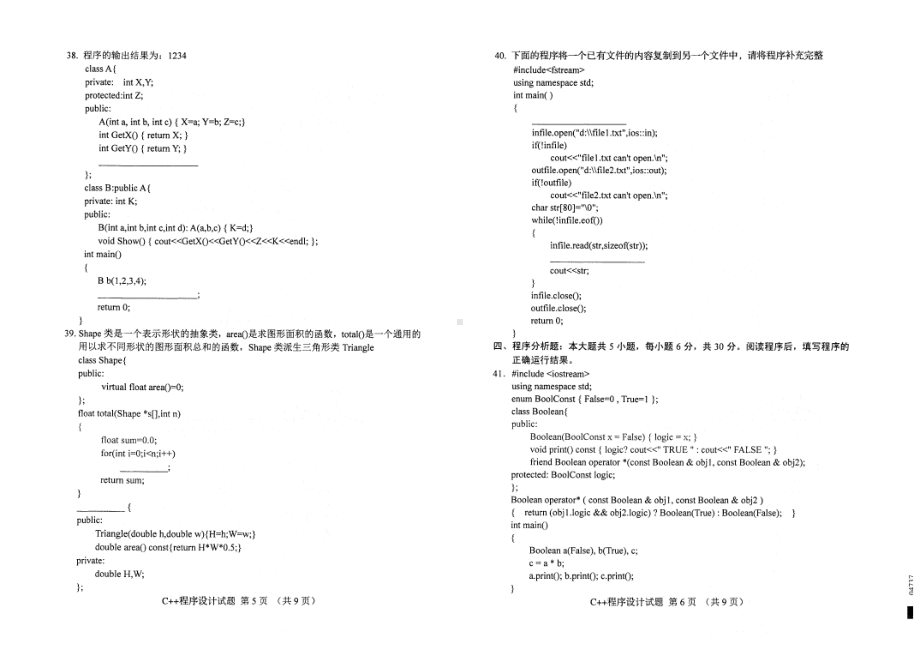 38. 程序的输出结果为：1234
class A{
private: int X,Y;
protected:int Z;
public:
A(int a, int b, int c) { X=a; Y=b; Z=c;}
int GetX() { return X; }
int GetY() { return Y; }
____________________
};
class B:public A{
private: int K;
public:
B(int a,int b,int c,int d): A(a,b,c) { K=d;}
void Show() { cout<<GetX()<<GetY()<<Z<<K<<endl; };
int main()
{
B b(1,2,3,4);
____________________;
return 0;
}
39. Shape 类是一个表示形状的抽象类，area()是求图形面积的函数，total()是一个通用的
用以求不同形状的图形面积总和的函数，Shape 类派生三角形类 Triangle
class Shape{
public:
virtual float area()=0;
};
float total(Shape *s[],int n)
{
float sum=0.0;
for(int i=0;i<n;i++)
__________;
return sum;
}
__________ {
public:
Triangle(double h,double w){H=h;W=w;}
double area() const{return H*W*0.5;}
private:
double H,W;
};
C++程序设计试题 第 5 页 （共 9 页）
40. 下面的程序将一个已有文件的内容复制到另一个文件中，请将程序补充完整
#include<fstream>
using namespace std;
int main( )
{
____________________
infile.open("d:\\file1.txt",ios::in);
if(!infile)
cout<<"file1.txt can't open.\n";
outfile.open("d:\\file2.txt",ios::out);
if(!outfile)
cout<<"file2.txt can't open.\n";
char str[80]="\0";
while(!infile.eof())
{
infile.read(str,sizeof(str));
____________________
cout<<str;
}
infile.close();
outfile.close();
return 0;
}
四、程序分析题：本大题共 5 小题，每小题 6 分，共 30 分。阅读程序后，填写程序的
正确运行结果。
41. #include <iostream>
using namespace std;
enum BoolConst { False=0 , True=1 };
class Boolean{
public:
Boolean(BoolConst x = False) { logic = x; }
void print() const { logic? cout<<" TRUE " : cout<<" FALSE "; }
friend Boolean operator *(const Boolean & obj1, const Boolean & obj2);
protected: BoolConst logic;
};
Boolean operator* ( const Boolean & obj1, const Boolean & obj2 )
{ return (obj1.logic && obj2.logic) ? Boolean(True) : Boolean(False); }
int main()
{
Boolean a(False), b(True), c;
c = a * b;
a.print(); b.print(); c.print();
}
C++程序设计试题 第 6 页 （共 9 页）
04737